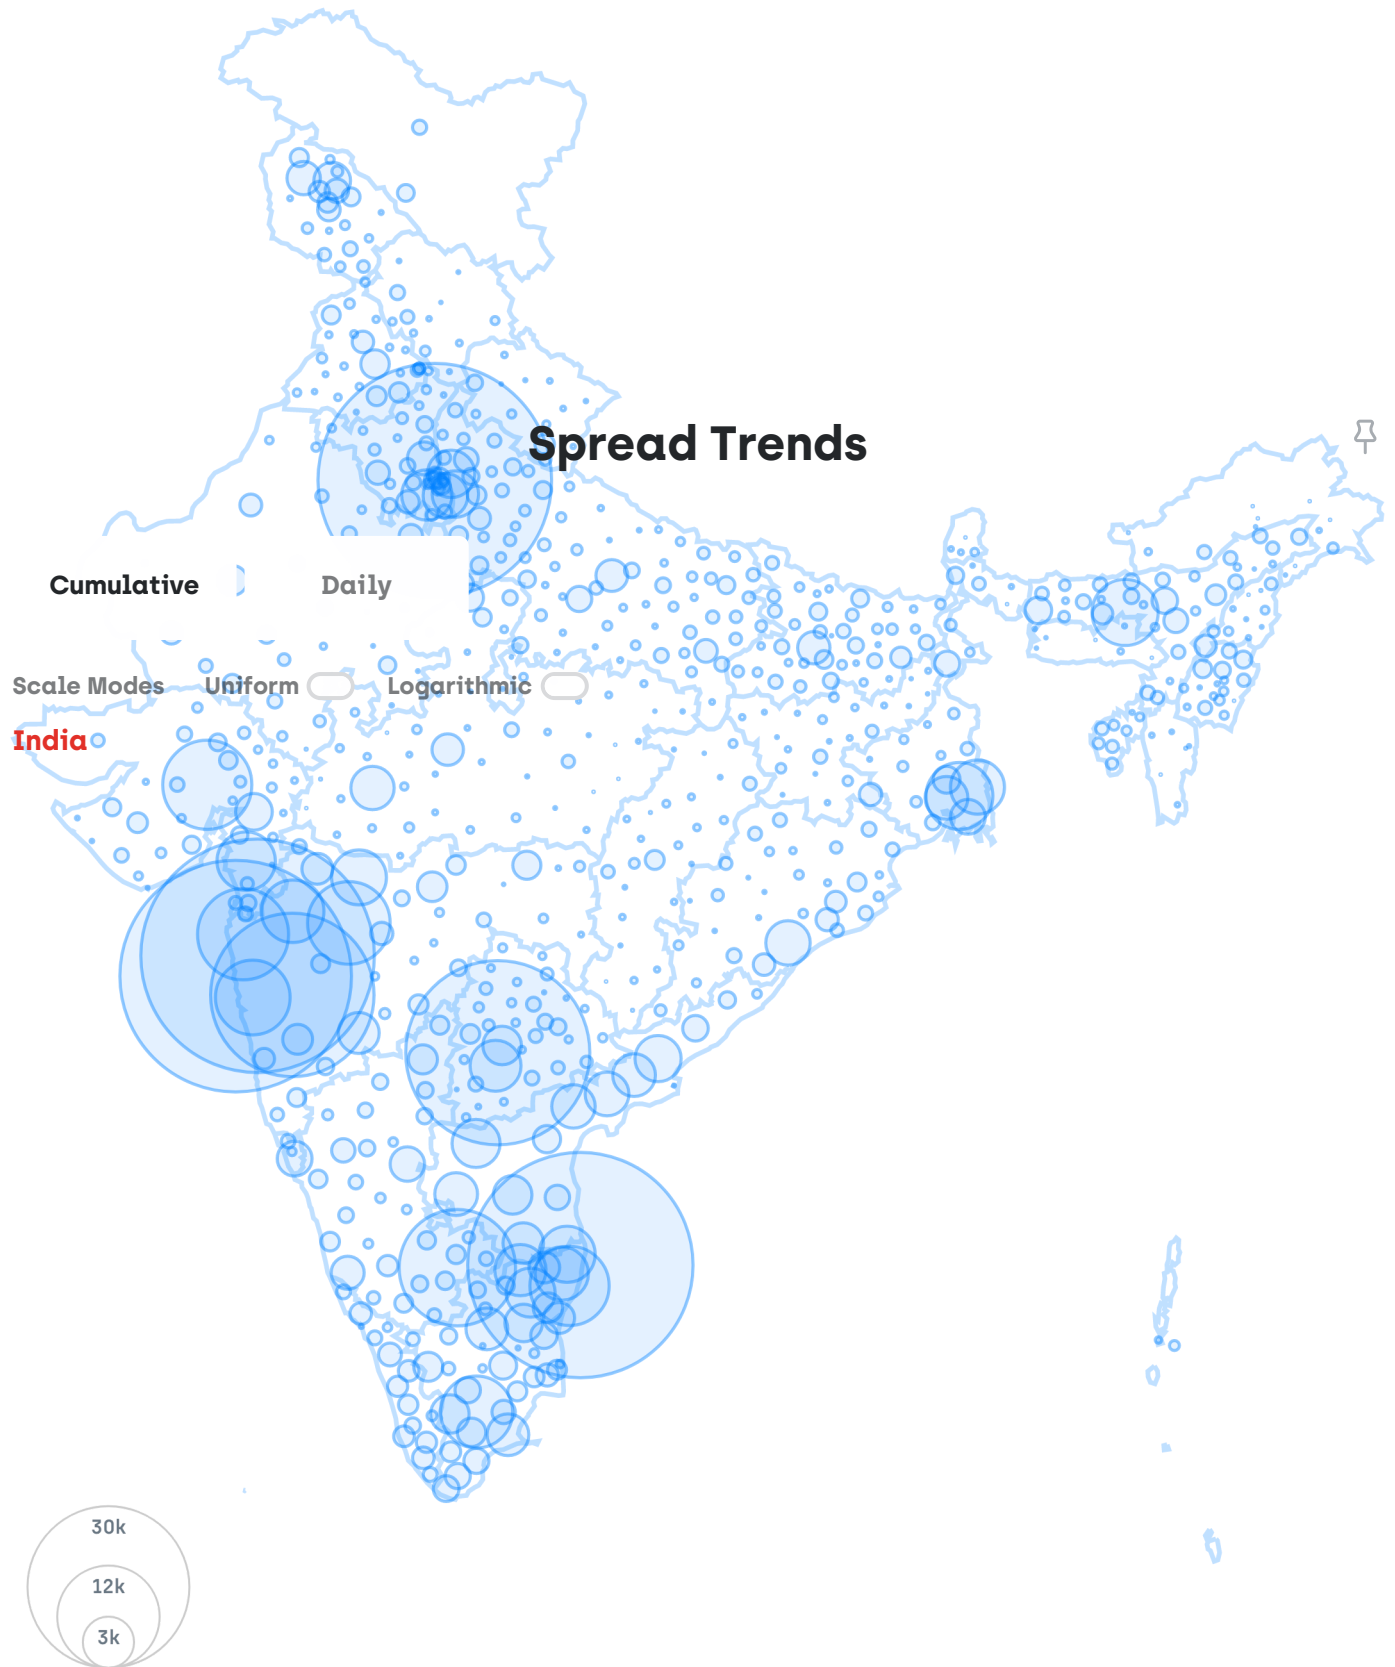 Spread Trends
Cumulative Daily
Scale Modes Uniform Logarithmic
India
30k
12k
3k